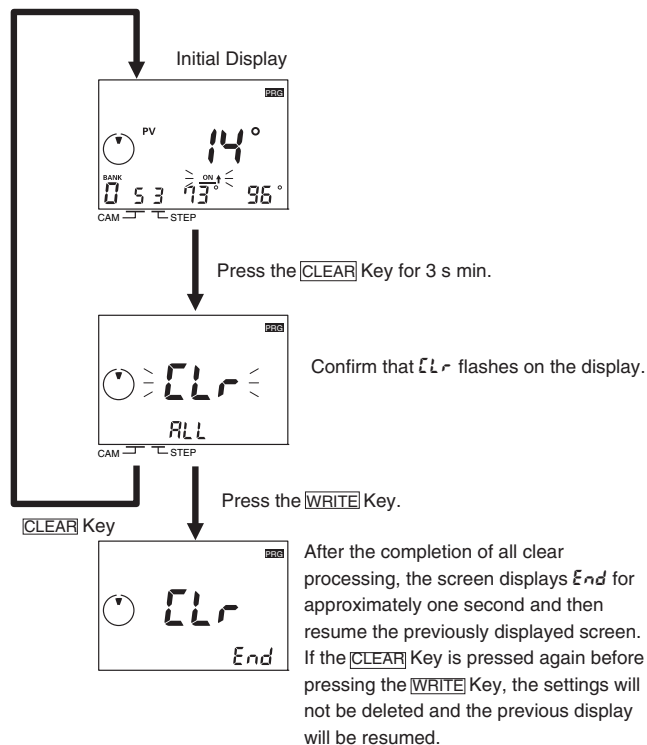 Initial Display
PRG
PV
14°
BANK
ON
0 5 3 73° 96°
CAM STEP
Press the CLEAR Key for 3 s min.
PRG
CLr
Confirm that CLr flashes on the display.
ALL
CAM STEP
Press the WRITE Key.
CLEAR Key
PRG
CLr
End
After the completion of all clear
processing, the screen displays End for
approximately one second and then
resume the previously displayed screen.
If the CLEAR Key is pressed again before
pressing the WRITE Key, the settings will
not be deleted and the previous display
will be resumed.